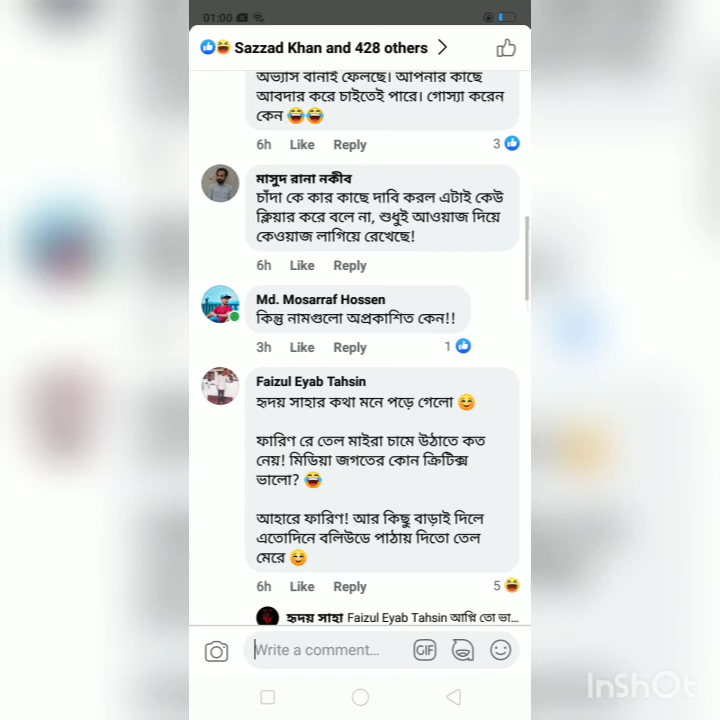 01:00
Sazzad Khan and 428 others
অভ্যাস বানাই ফেলছে। আপনার কাছে
আবদার করে চাইতেই পারে। গোস্যা করেন
কেন 😂😂
6h Like Reply 3
মাসুদ রানা নকীব
চাঁদা কে কার কাছে দাবি করল এটাই কেউ
ক্লিয়ার করে বলে না, শুধুই আওয়াজ দিয়ে
কেওয়াজ লাগিয়ে রেখেছে!
6h Like Reply
Md. Mosarraf Hossen
কিন্তু নামগুলো অপ্রকাশিত কেন!!
3h Like Reply 1
Faizul Eyab Tahsin
হৃদয় সাহার কথা মনে পড়ে গেলো 😊
ফারিণ রে তেল মাইরা চামে উঠাতে কত
নেয়! মিডিয়া জগতের কোন ক্রিটিক্স
ভালো? 😂
আহারে ফারিণ! আর কিছু বাড়াই দিলে
এতোদিনে বলিউডে পাঠায় দিতো তেল
মেরে 😊
6h Like Reply 5
হৃদয় সাহা Faizul Eyab Tahsin আপ্নি তো ভা...
Write a comment...
GIF
InShOt